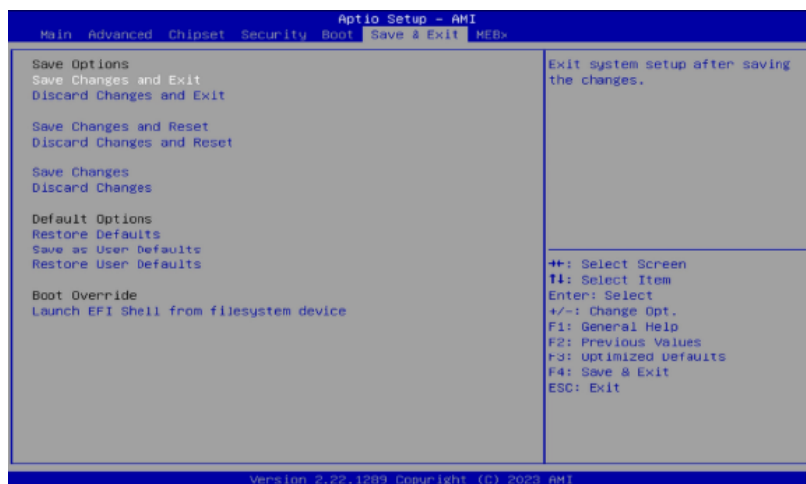 Aptio Setup – AMI
Main Advanced Chipset Security Boot Save & Exit MEBx
Save Options
Save Changes and Exit
Discard Changes and Exit
Save Changes and Reset
Discard Changes and Reset
Save Changes
Discard Changes
Default Options
Restore Defaults
Save as User Defaults
Restore User Defaults
Boot Override
Launch EFI Shell from filesystem device
Exit system setup after saving
the changes.
→←: Select Screen
↑↓: Select Item
Enter: Select
+/-: Change Opt.
F1: General Help
F2: Previous Values
F3: Optimized Defaults
F4: Save & Exit
ESC: Exit
Version 2.22.1289 Copyright (C) 2023 AMI